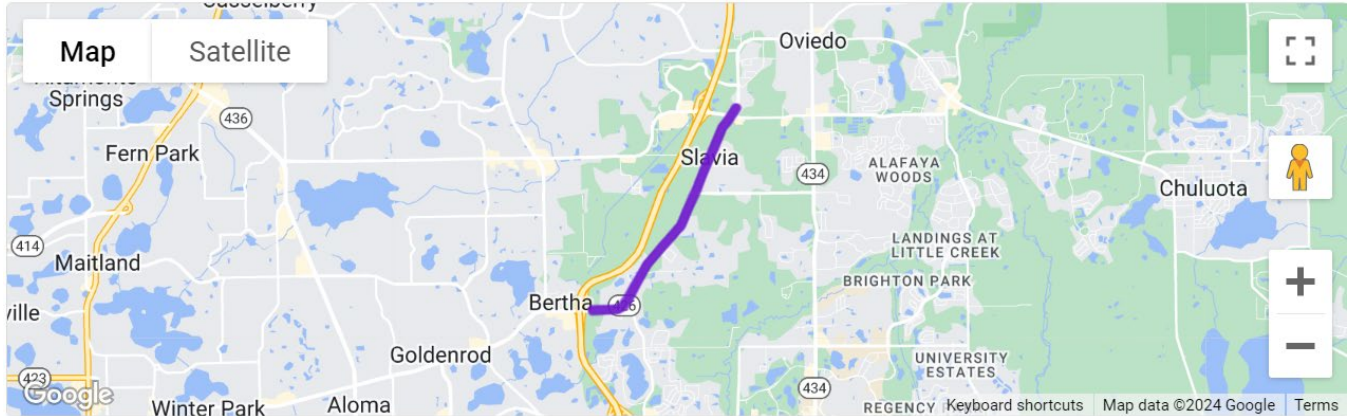 Map
Satellite
Oviedo
Springs
436
Fern Park
Slavia
434
ALAFAYA
WOODS
Chuluota
414
Maitland
LANDINGS AT
LITTLE CREEK
BRIGHTON PARK
ville
Bertha
426
Goldenrod
423
Google
Winter Park
Aloma
UNIVERSITY
ESTATES
434
REGENCY
Keyboard shortcuts
Map data ©2024 Google
Terms